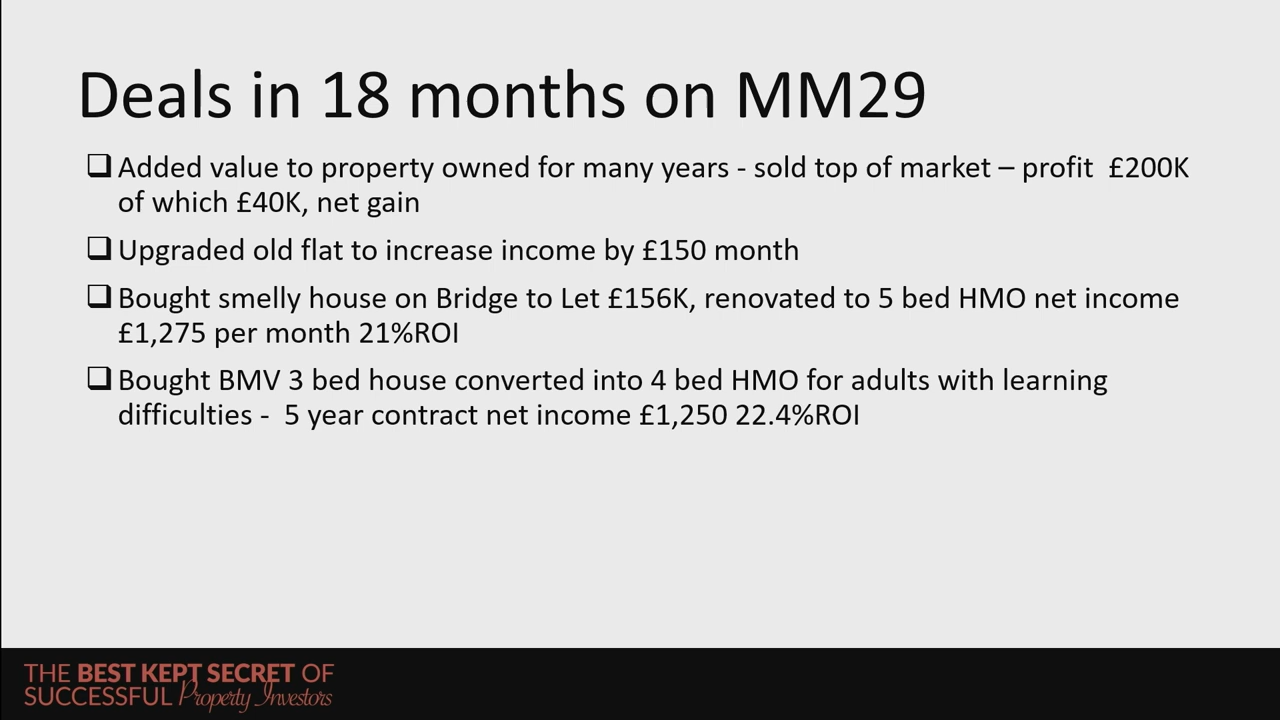 Deals in 18 months on MM29
Added value to property owned for many years - sold top of market – profit  £200K
of which £40K, net gain
Upgraded old flat to increase income by £150 month
Bought smelly house on Bridge to Let £156K, renovated to 5 bed HMO net income
£1,275 per month 21%ROI
Bought BMV 3 bed house converted into 4 bed HMO for adults with learning
difficulties -  5 year contract net income £1,250 22.4%ROI
THE BEST KEPT SECRET OF
SUCCESSFUL Property Investors